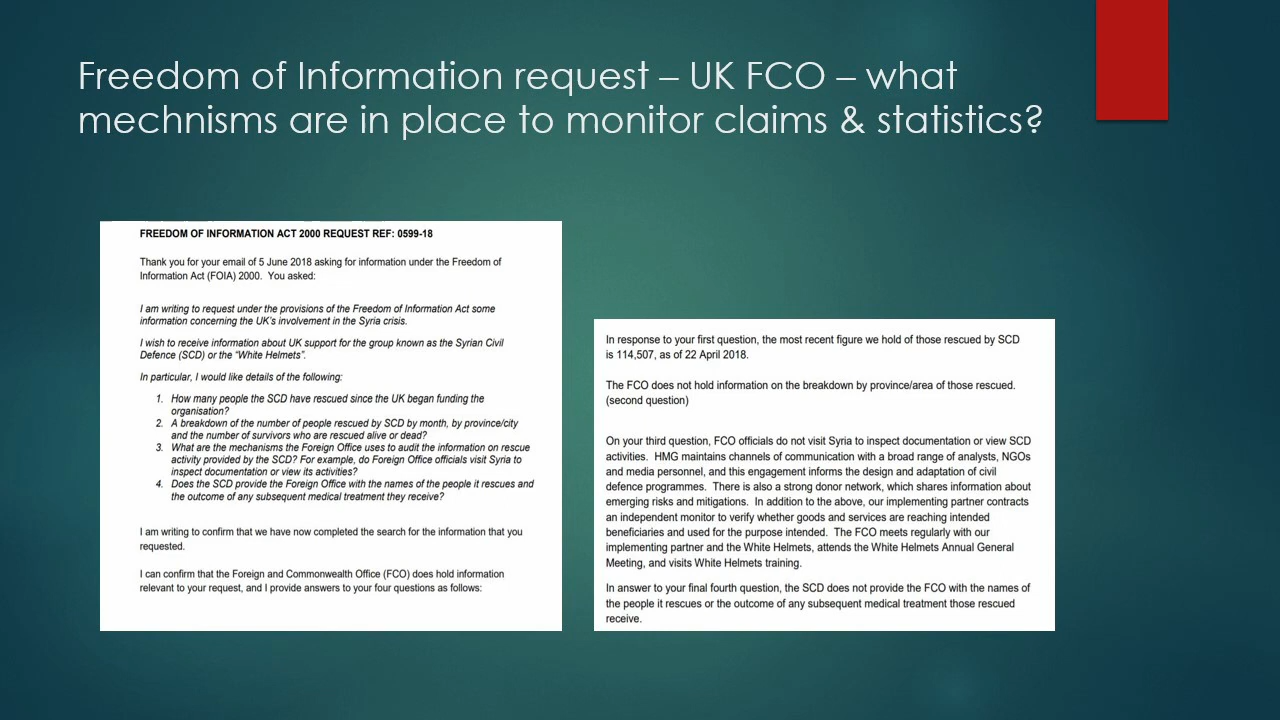 Freedom of Information request – UK FCO – what
mechnisms are in place to monitor claims & statistics?
FREEDOM OF INFORMATION ACT 2000 REQUEST REF: 0599-18
Thank you for your email of 5 June 2018 asking for information under the Freedom of
Information Act (FOIA) 2000.  You asked:
I am writing to request under the provisions of the Freedom of Information Act some
information concerning the UK's involvement in the Syria crisis.
I wish to receive information about UK support for the group known as the Syrian Civil
Defence (SCD) or the “White Helmets”.
In particular, I would like details of the following:
1. How many people the SCD have rescued since the UK began funding the
organisation?
2. A breakdown of the number of people rescued by SCD by month, by province/city
and the number of survivors who are rescued alive or dead?
3. What are the mechanisms the Foreign Office uses to audit the information on rescue
activity provided by the SCD? For example, do Foreign Office officials visit Syria to
inspect documentation or view its activities?
4. Does the SCD provide the Foreign Office with the names of the people it rescues and
the outcome of any subsequent medical treatment they receive?
I am writing to confirm that we have now completed the search for the information that you
requested.
I can confirm that the Foreign and Commonwealth Office (FCO) does hold information
relevant to your request, and I provide answers to your four questions as follows:
In response to your first question, the most recent figure we hold of those rescued by SCD
is 114,507, as of 22 April 2018.
The FCO does not hold information on the breakdown by province/area of those rescued.
(second question)
On your third question, FCO officials do not visit Syria to inspect documentation or view SCD
activities.  HMG maintains channels of communication with a broad range of analysts, NGOs
and media personnel, and this engagement informs the design and adaptation of civil
defence programmes.  There is also a strong donor network, which shares information about
emerging risks and mitigations.  In addition to the above, our implementing partner contracts
an independent monitor to verify whether goods and services are reaching intended
beneficiaries and used for the purpose intended.  The FCO meets regularly with our
implementing partner and the White Helmets, attends the White Helmets Annual General
Meeting, and visits White Helmets training.
In answer to your final fourth question, the SCD does not provide the FCO with the names of
the people it rescues or the outcome of any subsequent medical treatment those rescued
receive.